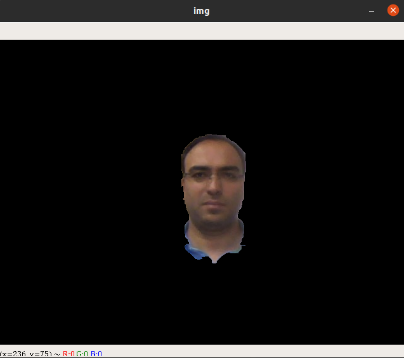 img
(x=236, y=75) ~ R:0 G:0 B:0